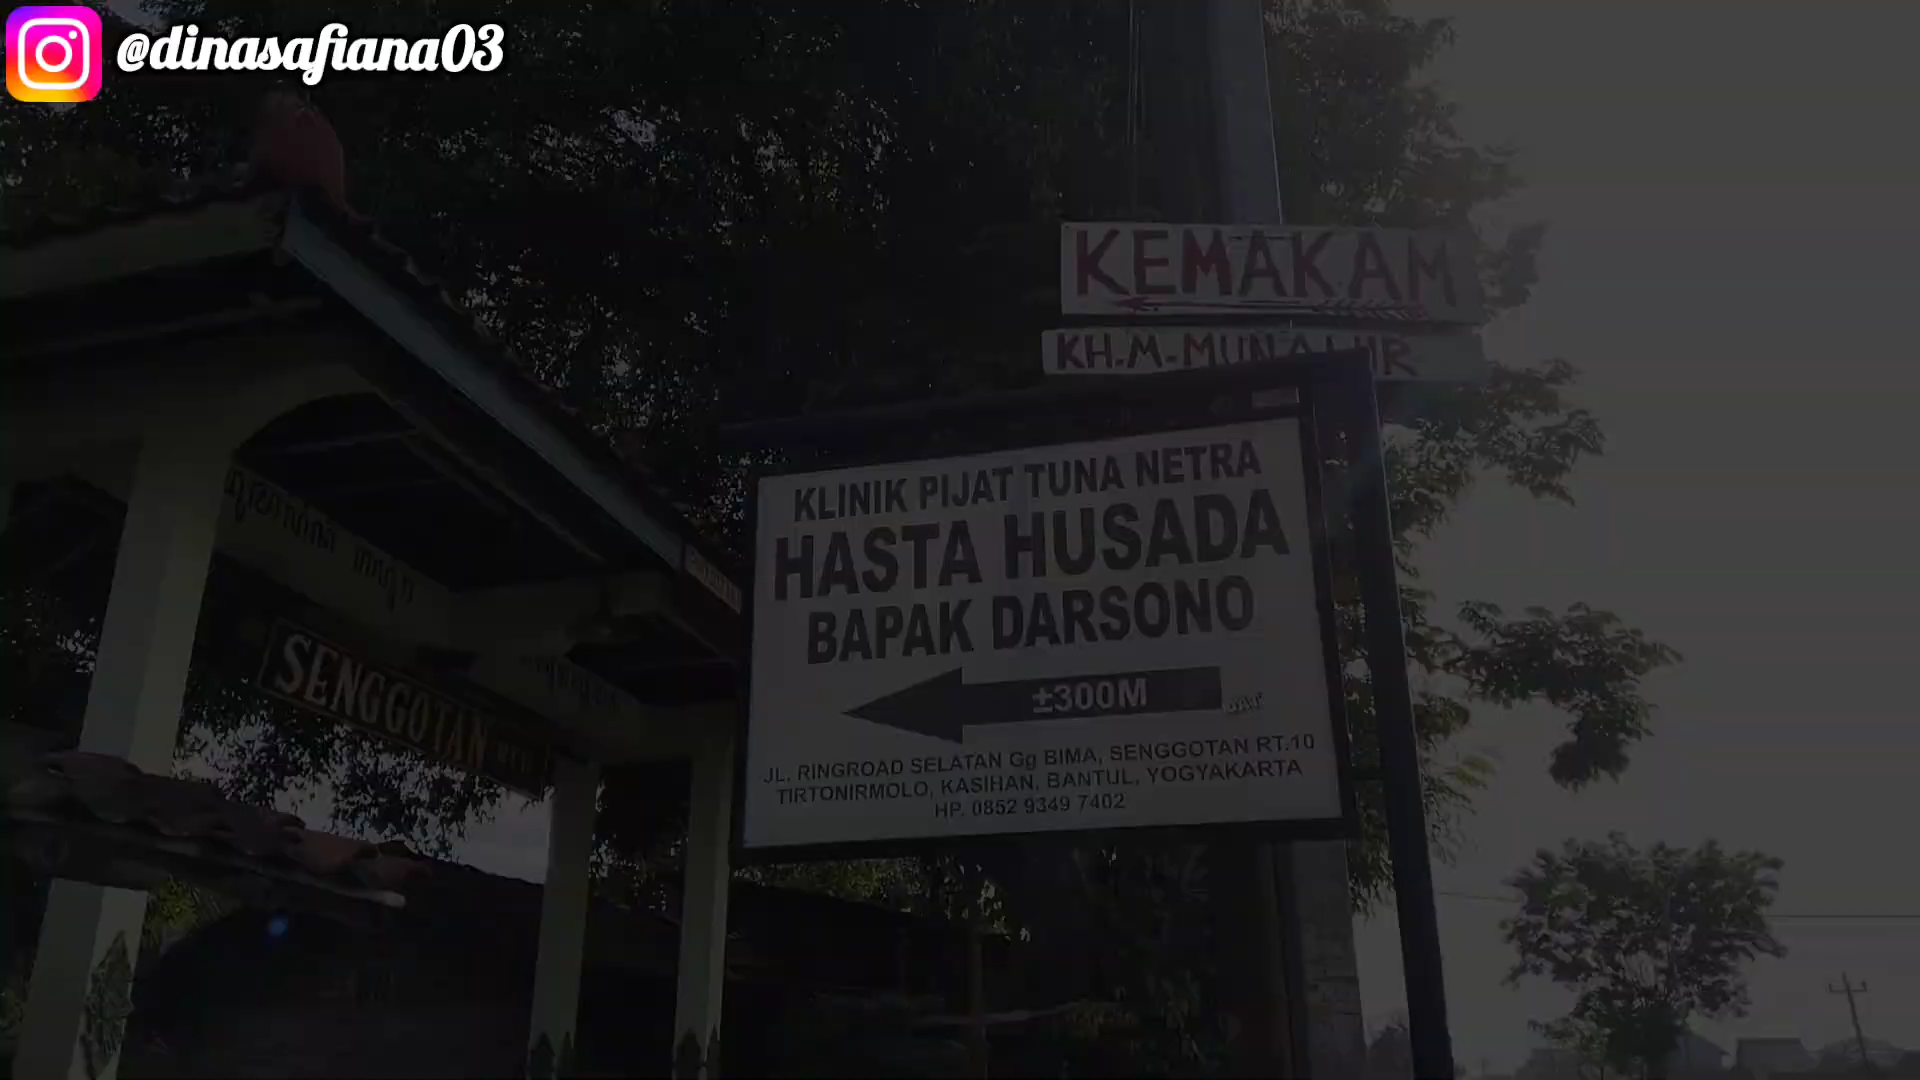 @dinasafiana03
KEMAKAM
KH.M.MUNAWIR
KLINIK PIJAT TUNA NETRA
HASTA HUSADA
BAPAK DARSONO
±300M
JL. RINGROAD SELATAN Gg BIMA, SENGGOTAN RT.10
TIRTONIRMOLO, KASIHAN, BANTUL, YOGYAKARTA
HP. 0852 9349 7402
SENGGOTAN